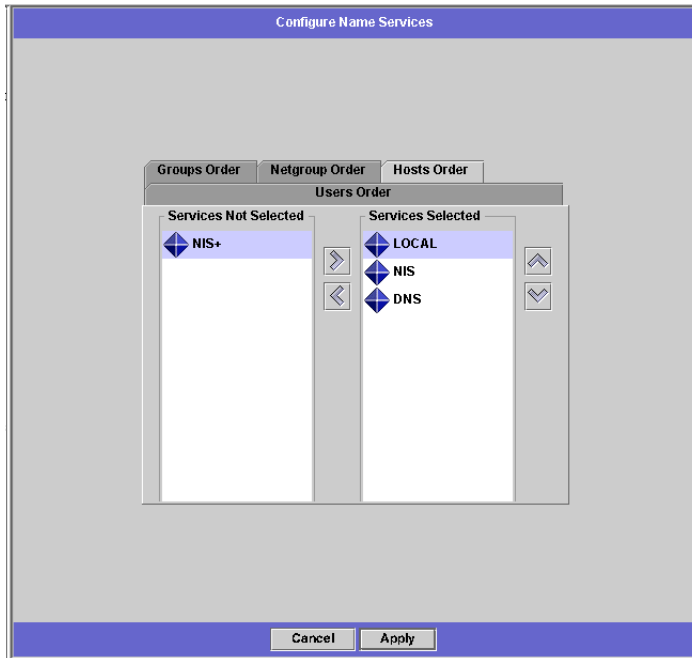 Configure Name Services
Groups Order Netgroup Order Hosts Order
Users Order
Services Not Selected Services Selected
NIS+ LOCAL
NIS
DNS
Cancel Apply